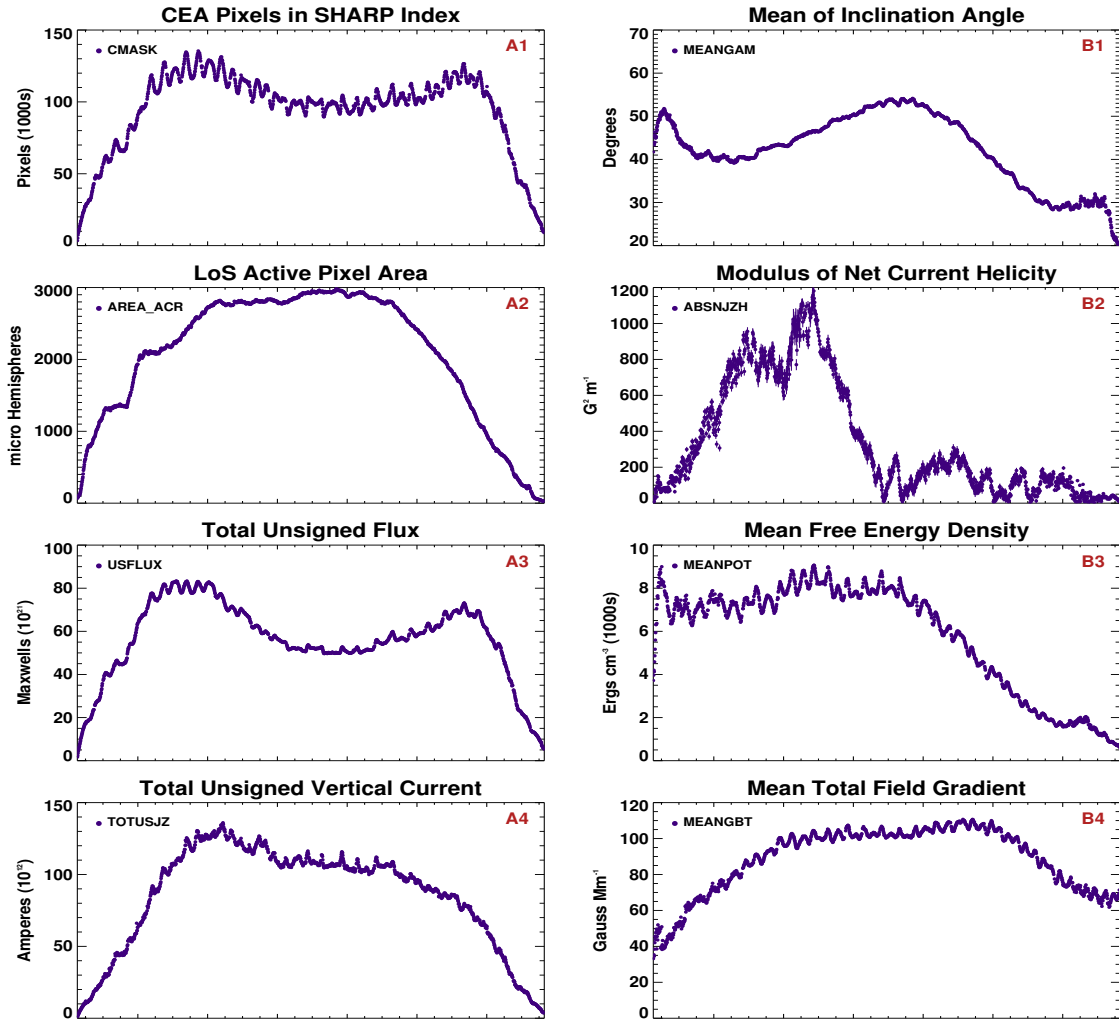 CEA Pixels in SHARP Index
CMASK
A1
150
100
50
0
Pixels (1000s)
Mean of Inclination Angle
MEANGAM
B1
70
60
50
40
30
20
Degrees
LoS Active Pixel Area
AREA_ACR
A2
3000
2000
1000
0
micro Hemispheres
Modulus of Net Current Helicity
ABSNJZH
B2
1200
1000
800
600
400
200
0
G² m⁻¹
Total Unsigned Flux
USFLUX
A3
100
80
60
40
20
0
Maxwells (10²¹)
Mean Free Energy Density
MEANPOT
B3
10
8
6
4
2
0
Ergs cm⁻³ (1000s)
Total Unsigned Vertical Current
TOTUSJZ
A4
150
100
50
0
Amperes (10¹²)
Mean Total Field Gradient
MEANGBT
B4
120
100
80
60
40
20
0
Gauss Mm⁻¹